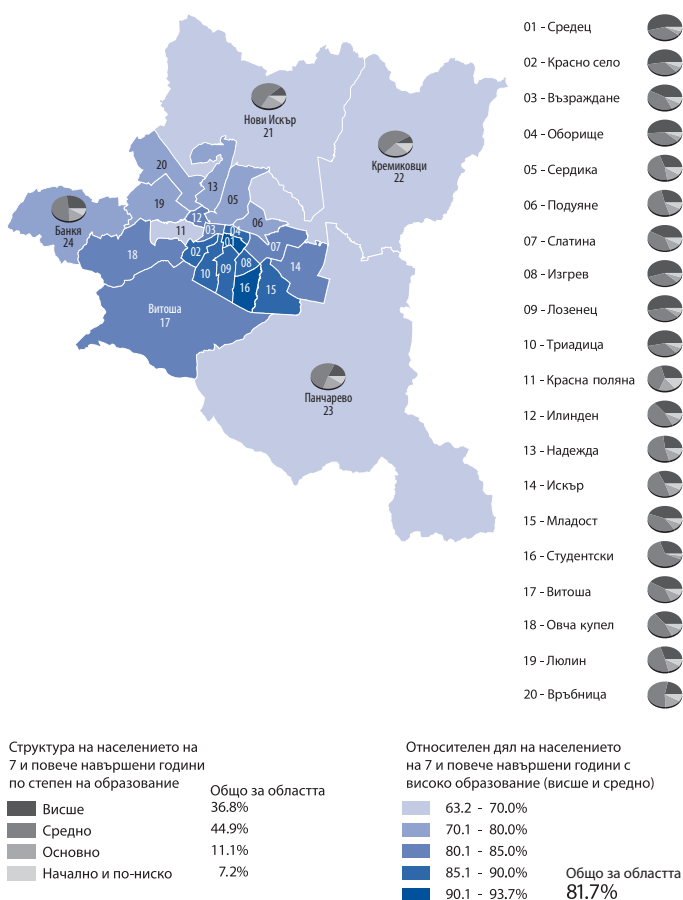 01 - Средец
02 - Красно село
03 - Възраждане
04 - Оборище
05 - Сердика
06 - Подуяне
07 - Слатина
08 - Изгрев
09 - Лозенец
10 - Триадица
11 - Красна поляна
12 - Илинден
13 - Надежда
14 - Искър
15 - Младост
16 - Студентски
17 - Витоша
18 - Овча купел
19 - Люлин
20 - Връбница
Нови Искър
21
Кремиковци
22
20
13
19
05
12
06
Банкя
24
11
03
04
01
07
18
02
08
14
10
09
16
15
Витоша
17
Панчарево
23
Структура на населението на
7 и повече навършени години
по степен на образование
Общо за областта
Висше 36.8%
Средно 44.9%
Основно 11.1%
Начално и по-ниско 7.2%
Относителен дял на населението
на 7 и повече навършени години с
високо образование (висше и средно)
63.2 - 70.0%
70.1 - 80.0%
80.1 - 85.0%
85.1 - 90.0%
90.1 - 93.7%
Общо за областта
81.7%